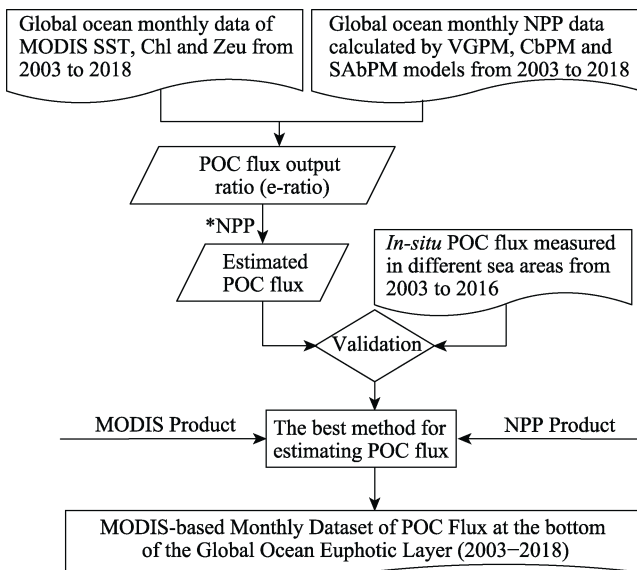 Global ocean monthly data of
MODIS SST, Chl and Zeu from
2003 to 2018
Global ocean monthly NPP data
calculated by VGPM, CbPM and
SAbPM models from 2003 to 2018
POC flux output
ratio (e-ratio)
*NPP
Estimated
POC flux
In-situ POC flux measured
in different sea areas from
2003 to 2016
Validation
MODIS Product
The best method for
estimating POC flux
NPP Product
MODIS-based Monthly Dataset of POC Flux at the bottom
of the Global Ocean Euphotic Layer (2003−2018)